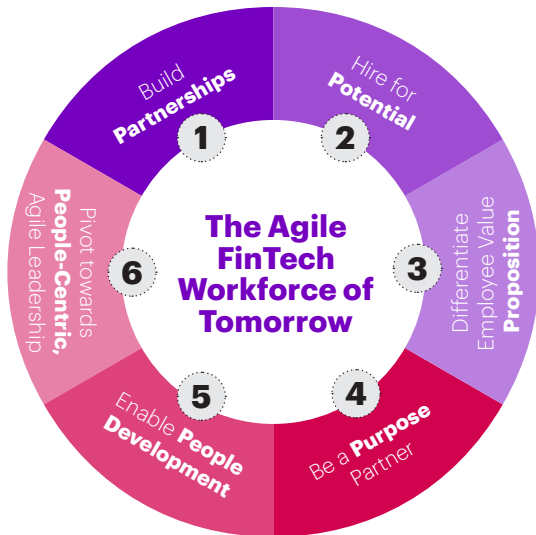 The Agile
FinTech
Workforce of
Tomorrow
1
Build
Partnerships
2
Hire for
Potential
3
Differentiate
Employee Value
Proposition
4
Be a Purpose
Partner
5
Enable People
Development
6
Pivot towards
People-Centric,
Agile Leadership